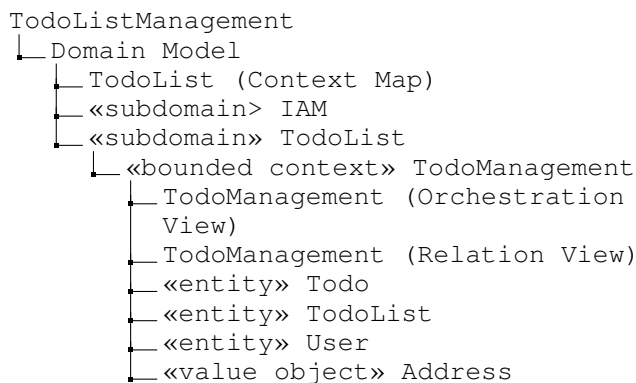 TodoListManagement
Domain Model
TodoList (Context Map)
«subdomain> IAM
«subdomain» TodoList
«bounded context» TodoManagement
TodoManagement (Orchestration
View)
TodoManagement (Relation View)
«entity» Todo
«entity» TodoList
«entity» User
«value object» Address